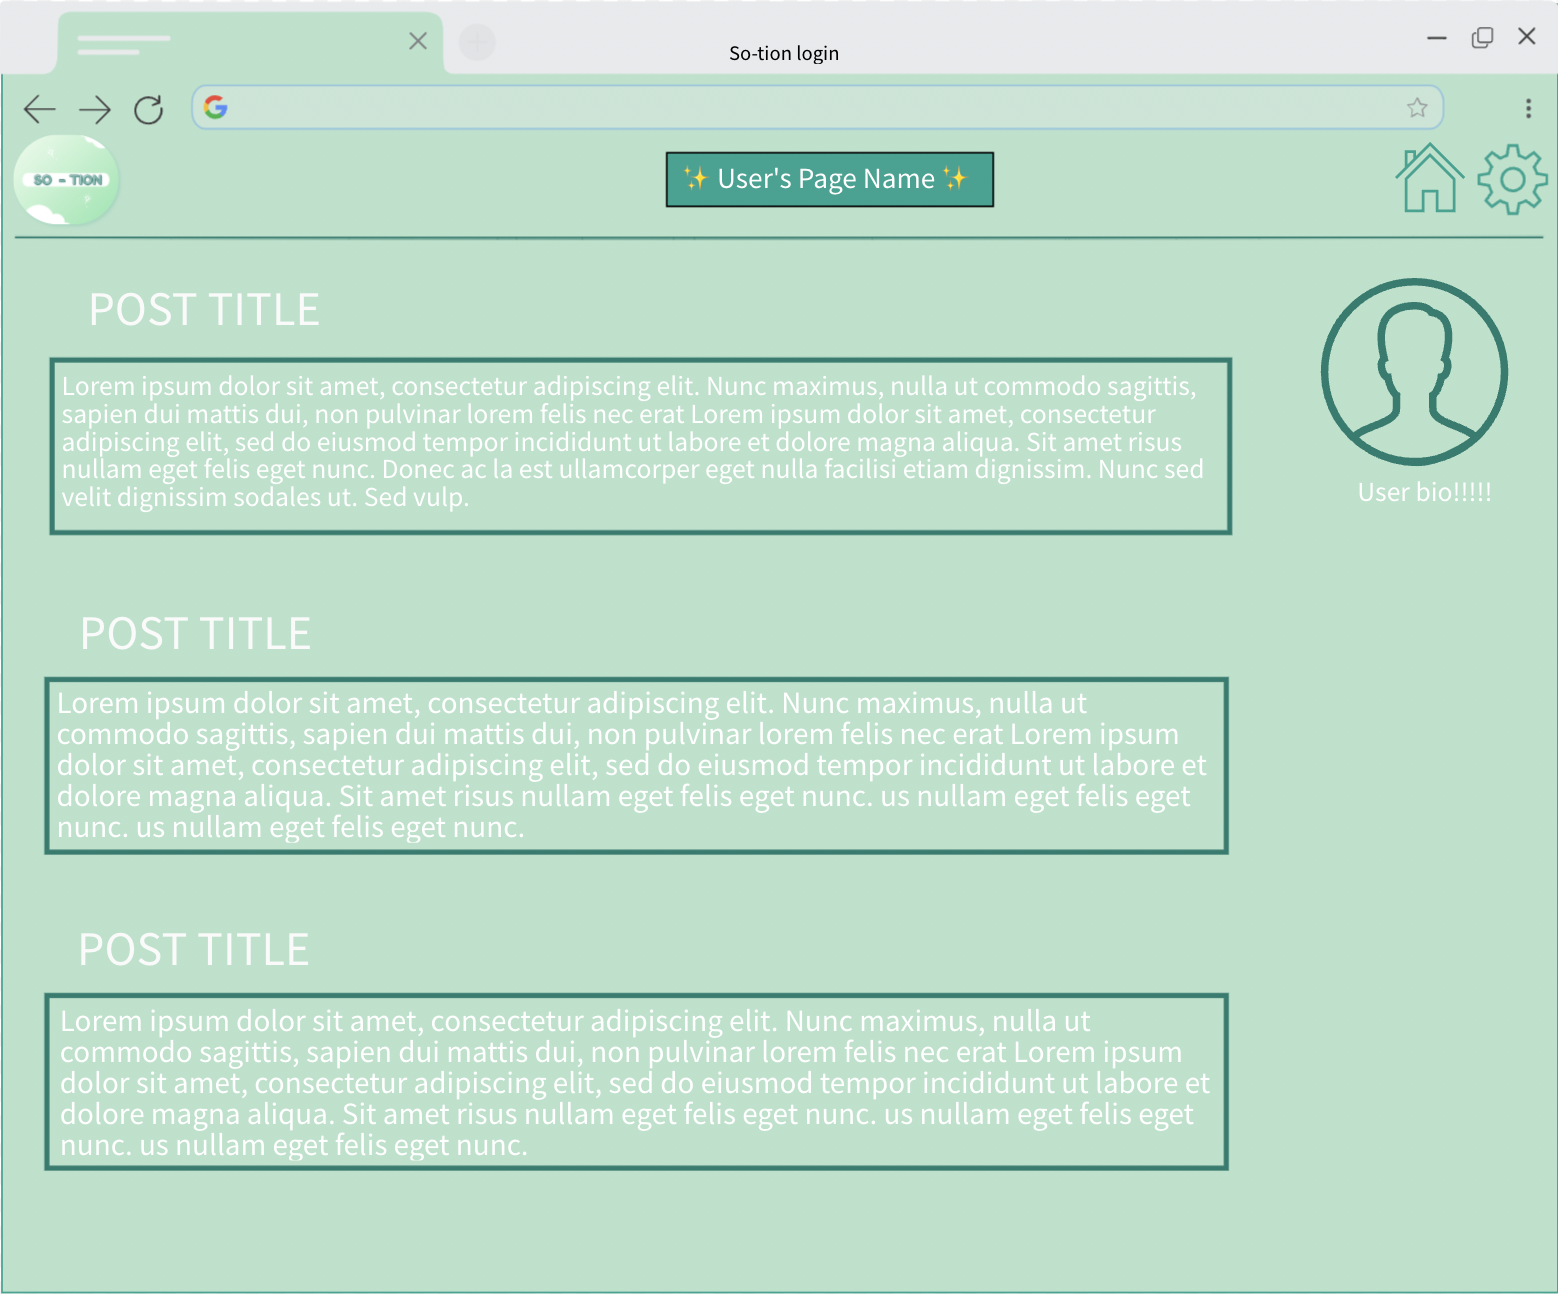 So-tion login
SO - TION
✨ User's Page Name ✨
POST TITLE
Lorem ipsum dolor sit amet, consectetur adipiscing elit. Nunc maximus, nulla ut commodo sagittis,
sapien dui mattis dui, non pulvinar lorem felis nec erat Lorem ipsum dolor sit amet, consectetur
adipiscing elit, sed do eiusmod tempor incididunt ut labore et dolore magna aliqua. Sit amet risus
nullam eget felis eget nunc. Donec ac la est ullamcorper eget nulla facilisi etiam dignissim. Nunc sed
velit dignissim sodales ut. Sed vulp.
User bio!!!!!
POST TITLE
Lorem ipsum dolor sit amet, consectetur adipiscing elit. Nunc maximus, nulla ut
commodo sagittis, sapien dui mattis dui, non pulvinar lorem felis nec erat Lorem ipsum
dolor sit amet, consectetur adipiscing elit, sed do eiusmod tempor incididunt ut labore et
dolore magna aliqua. Sit amet risus nullam eget felis eget nunc. us nullam eget felis eget
nunc. us nullam eget felis eget nunc.
POST TITLE
Lorem ipsum dolor sit amet, consectetur adipiscing elit. Nunc maximus, nulla ut
commodo sagittis, sapien dui mattis dui, non pulvinar lorem felis nec erat Lorem ipsum
dolor sit amet, consectetur adipiscing elit, sed do eiusmod tempor incididunt ut labore et
dolore magna aliqua. Sit amet risus nullam eget felis eget nunc. us nullam eget felis eget
nunc. us nullam eget felis eget nunc.